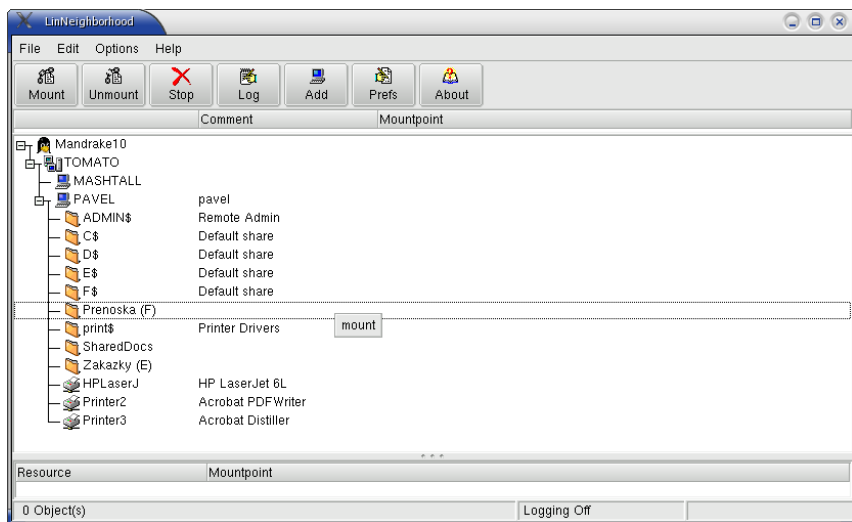 LinNeighborhood
File Edit Options Help
Mount Unmount Stop Log Add Prefs About
Comment Mountpoint
Mandrake10
TOMATO
MASHTALL
PAVEL pavel
ADMIN$ Remote Admin
C$ Default share
D$ Default share
E$ Default share
F$ Default share
Prenoska (F)
mount
print$ Printer Drivers
SharedDocs
Zakazky (E)
HPLaserJ HP LaserJet 6L
Printer2 Acrobat PDFWriter
Printer3 Acrobat Distiller
Resource Mountpoint
0 Object(s) Logging Off